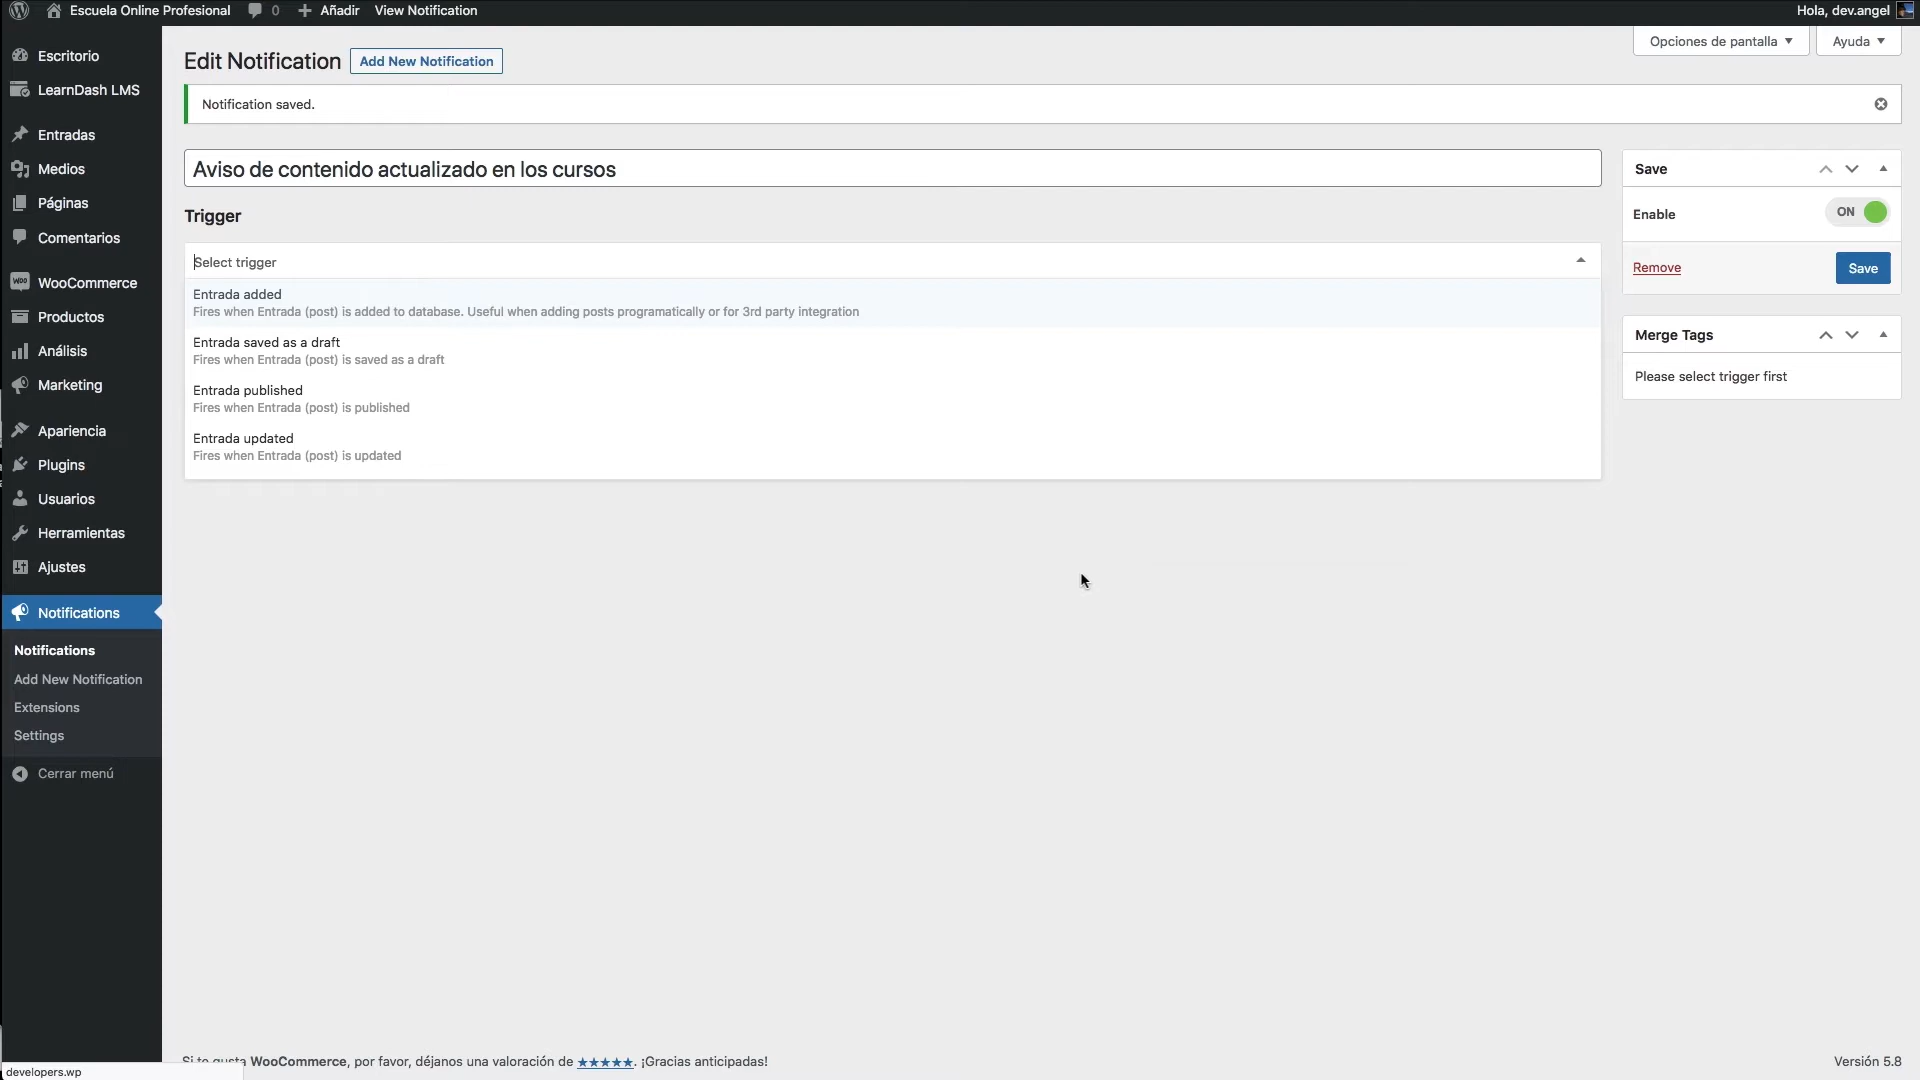 Escuela Online Profesional
0
Añadir
View Notification
Hola, dev.angel
Escritorio
LearnDash LMS
Entradas
Medios
Páginas
Comentarios
WooCommerce
Productos
Análisis
Marketing
Apariencia
Plugins
Usuarios
Herramientas
Ajustes
Notifications
Notifications
Add New Notification
Extensions
Settings
Cerrar menú
Opciones de pantalla
Ayuda
Edit Notification
Add New Notification
Notification saved.
Aviso de contenido actualizado en los cursos
Trigger
Select trigger
Entrada added
Fires when Entrada (post) is added to database. Useful when adding posts programatically or for 3rd party integration
Entrada saved as a draft
Fires when Entrada (post) is saved as a draft
Entrada published
Fires when Entrada (post) is published
Entrada updated
Fires when Entrada (post) is updated
Save
Enable
ON
Remove
Save
Merge Tags
Please select trigger first
Si te gusta WooCommerce, por favor, déjanos una valoración de ★★★★★. ¡Gracias anticipadas!
Versión 5.8
developers.wp